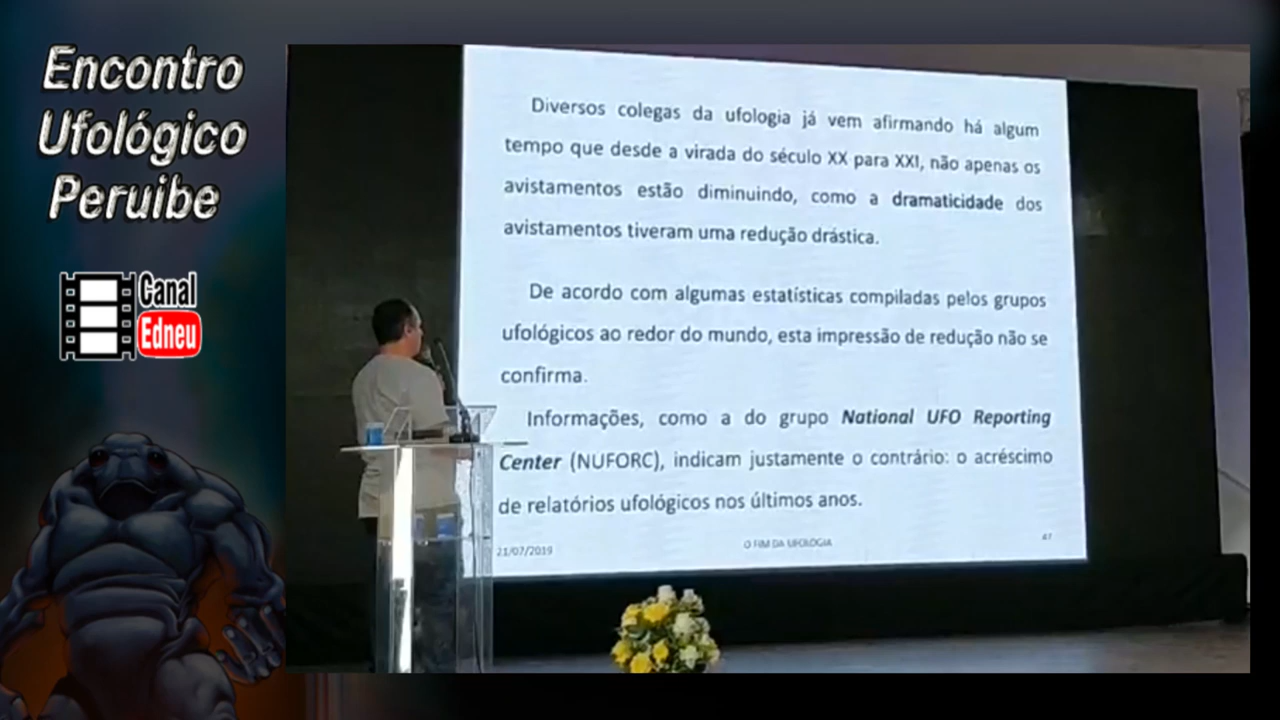 Encontro
Ufológico
Peruibe
Canal
Edneu
Diversos colegas da ufologia já vem afirmando há algum
tempo que desde a virada do século XX para XXI, não apenas os
avistamentos estão diminuindo, como a dramaticidade dos
avistamentos tiveram uma redução drástica.
De acordo com algumas estatísticas compiladas pelos grupos
ufológicos ao redor do mundo, esta impressão de redução não se
confirma.
Informações, como a do grupo National UFO Reporting
Center (NUFORC), indicam justamente o contrário: o acréscimo
de relatórios ufológicos nos últimos anos.
21/07/2019
O FIM DA UFOLOGIA
47